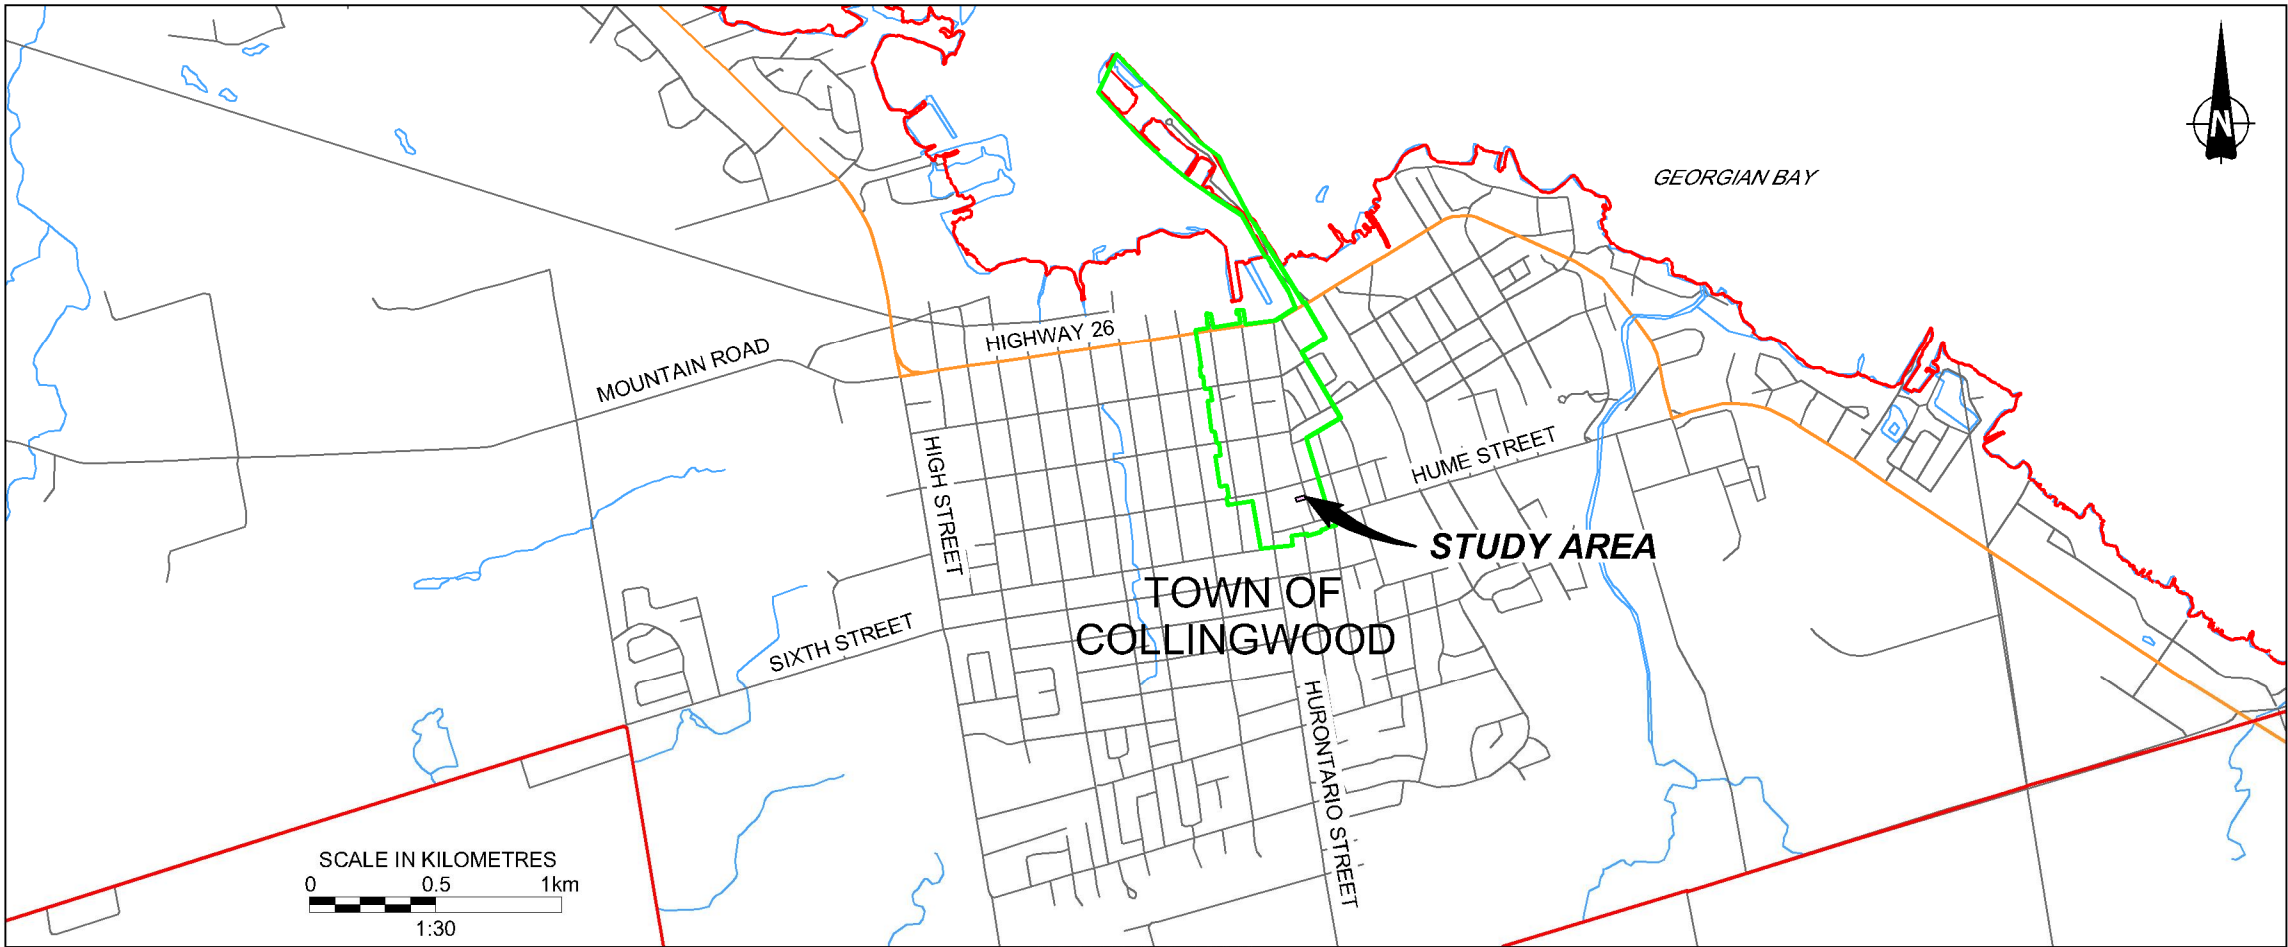 N
GEORGIAN BAY
HIGHWAY 26
MOUNTAIN ROAD
HIGH STREET
HUME STREET
STUDY AREA
TOWN OF
COLLINGWOOD
SIXTH STREET
HURONTARIO STREET
SCALE IN KILOMETRES
0 0.5 1km
1:30